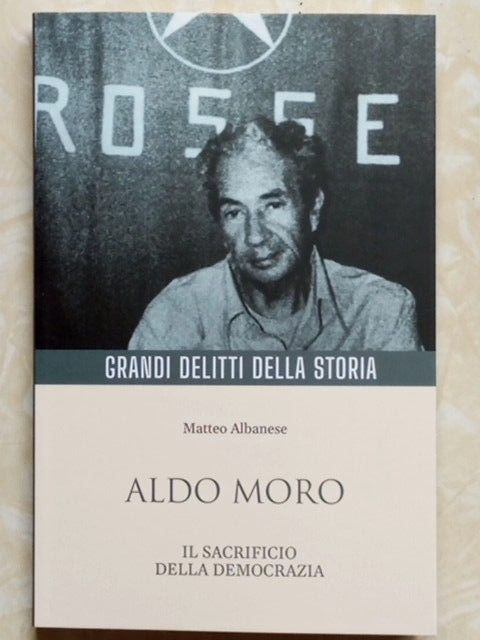 ROSSE
GRANDI DELITTI DELLA STORIA
Matteo Albanese
ALDO MORO
IL SACRIFICIO
DELLA DEMOCRAZIA